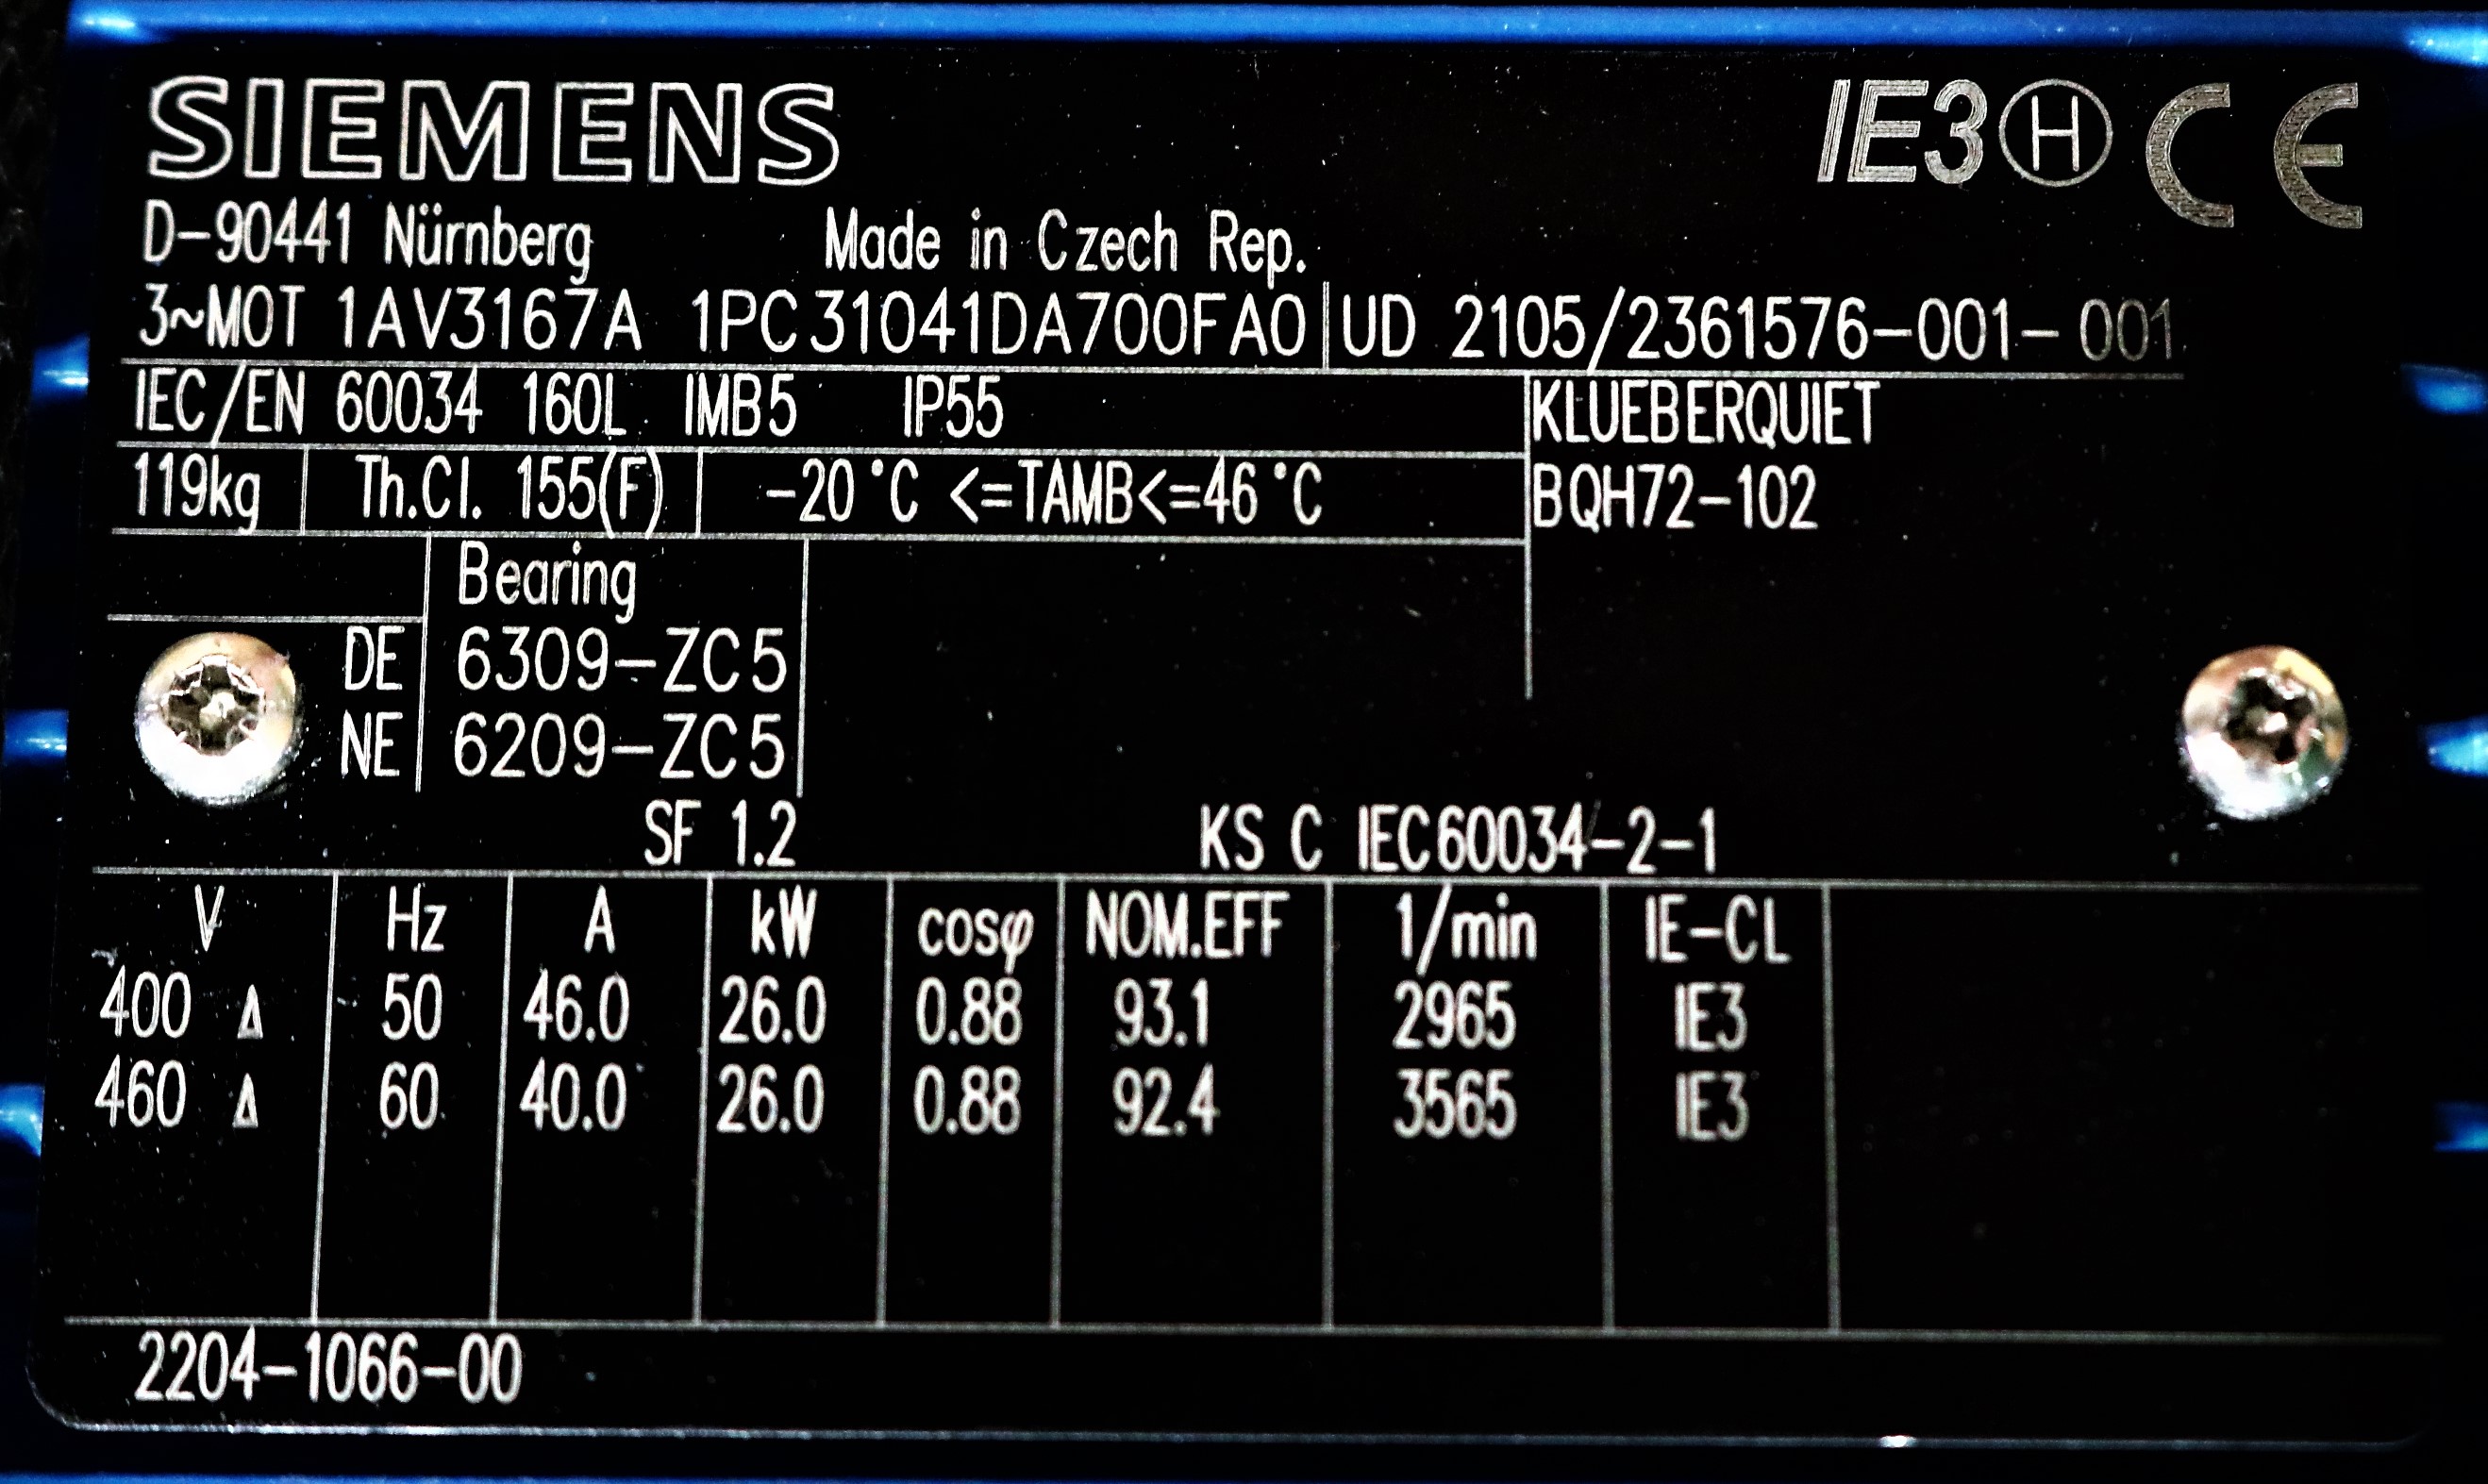 SIEMENS IE3 H CE
D-90441 Nürnberg Made in Czech Rep.
3~MOT 1AV3167A 1PC31041DA700FA0 UD 2105/2361576-001-001
IEC/EN 60034 160L IMB5 IP55 KLUEBERQUIET
119kg Th.Cl. 155(F) -20°C <=TAMB<=46°C BQH72-102
Bearing
DE 6309-ZC5
NE 6209-ZC5
SF 1.2 KS C IEC60034-2-1
V Hz A kW cosφ NOM.EFF 1/min IE-CL
400 Δ 50 46.0 26.0 0.88 93.1 2965 IE3
460 Δ 60 40.0 26.0 0.88 92.4 3565 IE3
2204-1066-00